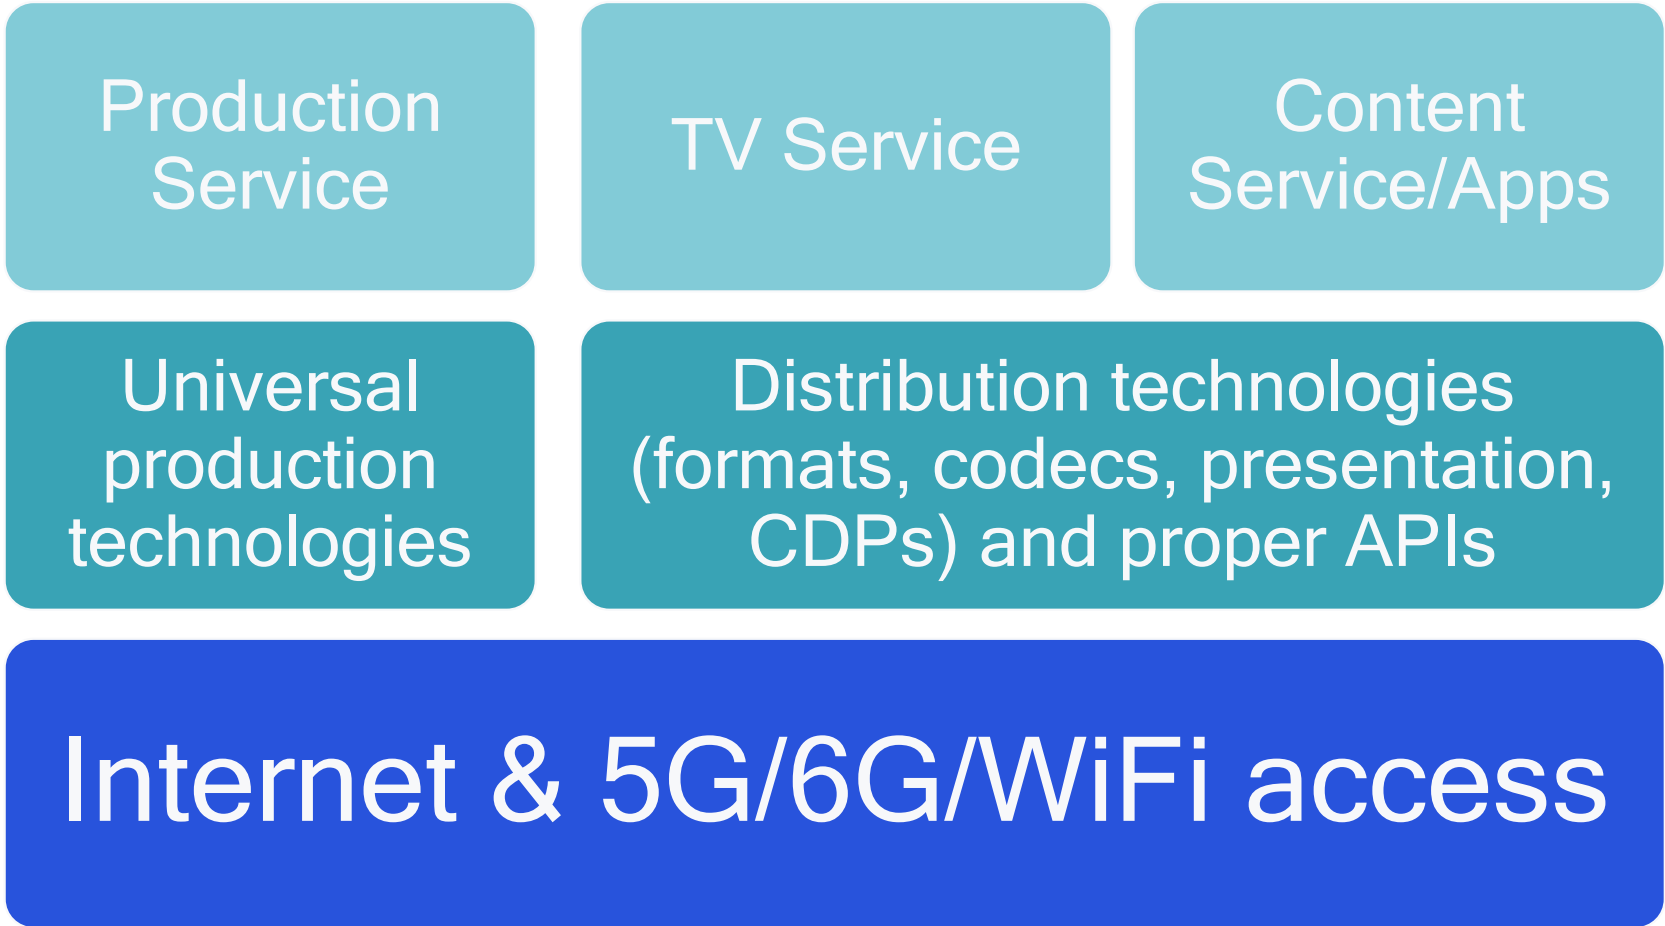 Production
Service
TV Service
Content
Service/Apps
Universal
production
technologies
Distribution technologies
(formats, codecs, presentation,
CDPs) and proper APIs
Internet & 5G/6G/WiFi access